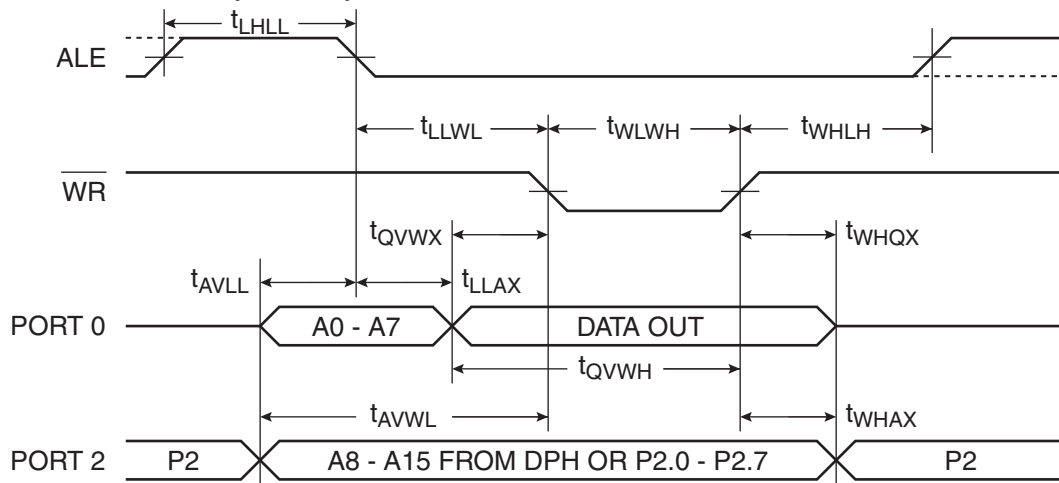 tLHLL
ALE
tLLWL tWLWH tWHLH
WR
tQVWX tWHQX
tAVLL tLLAX
PORT 0 A0 - A7 DATA OUT
tQVWH
tAVWL tWHAX
PORT 2 P2 A8 - A15 FROM DPH OR P2.0 - P2.7 P2